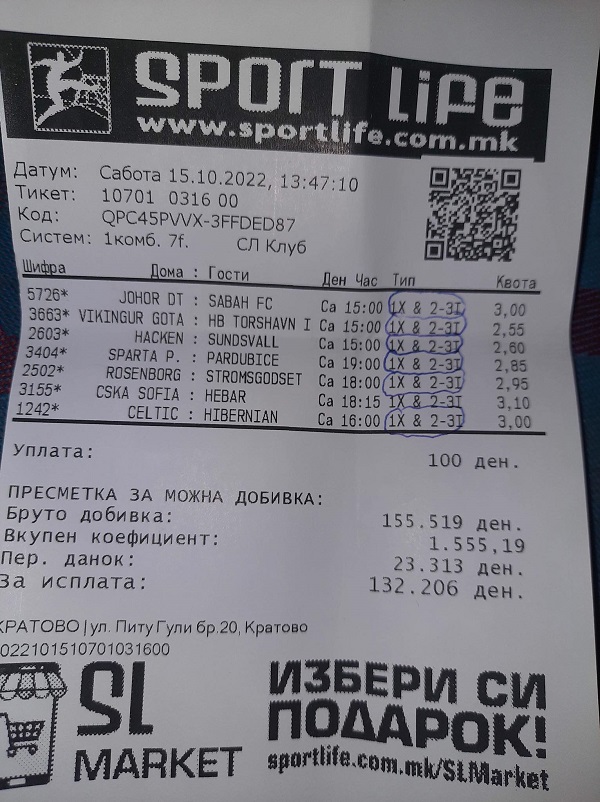 SPORT LIFE
www.sportlife.com.mk
Датум: Сабота 15.10.2022, 13:47:10
Тикет: 10701 0316 00
Код: QPC45PVVX-3FFDED87
Систем: 1комб. 7f. СЛ Клуб
Шифра Дома : Гости Ден Час Тип Квота
5726* JOHOR DT : SABAH FC Са 15:00 1X & 2-3I 3,00
3663* VIKINGUR GOTA : HB TORSHAVN I Са 15:00 1X & 2-3I 2,55
2603* HACKEN : SUNDSVALL Са 15:00 1X & 2-3I 2,60
3404* SPARTA P. : PARDUBICE Са 19:00 1X & 2-3I 2,85
2502* ROSENBORG : STROMSGODSET Са 18:00 1X & 2-3I 2,95
3155* CSKA SOFIA : HEBAR Са 18:15 1X & 2-3I 3,10
1242* CELTIC : HIBERNIAN Са 16:00 1X & 2-3I 3,00
Уплата: 100 ден.
ПРЕСМЕТКА ЗА МОЖНА ДОБИВКА:
Бруто добивка: 155.519 ден.
Вкупен коефициент: 1.555,19
Пер. данок: 23.313 ден.
За исплата: 132.206 ден.
КРАТОВО | ул. Питу Гули бр.20, Кратово
022101510701031600
SL
MARKET
ИЗБЕРИ СИ
ПОДАРОК!
sportlife.com.mk/SLMarket